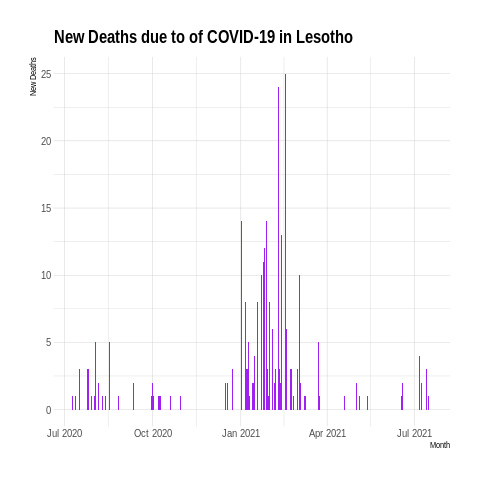 New Deaths due to of COVID-19 in Lesotho
New Deaths
25
20
15
10
5
0
Jul 2020
Oct 2020
Jan 2021
Apr 2021
Jul 2021
Month